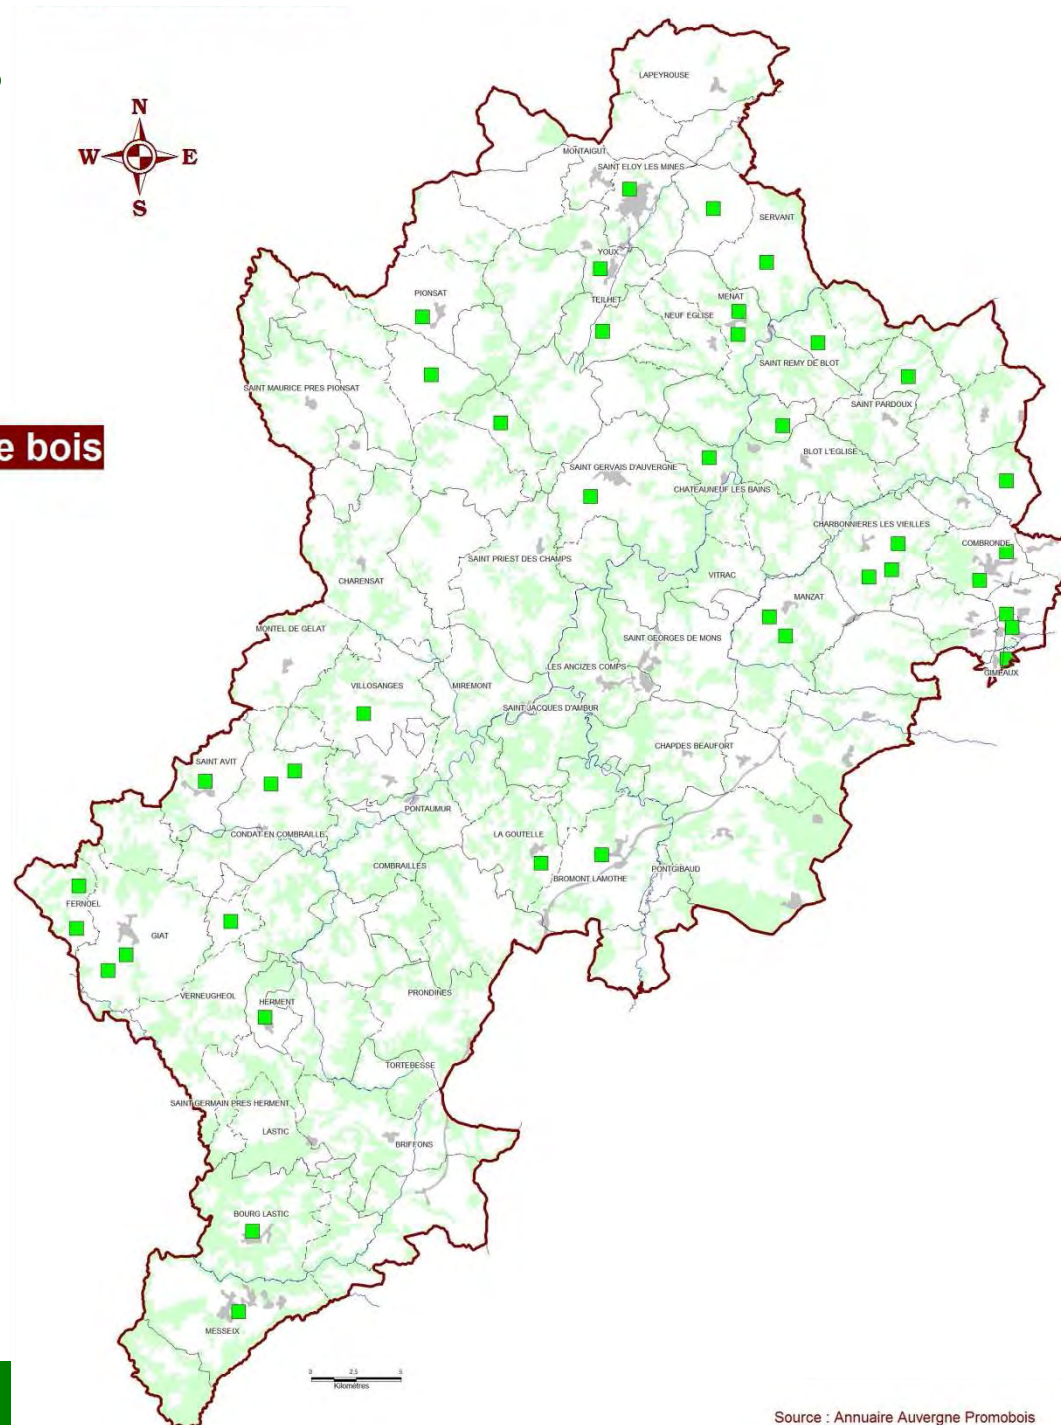 N
W E
S
LAPEYROUSE
MONTAIGUT
SAINT ELOY LES MINES
SERVANT
YOUX
PIONSAT
TEILHET
MENAT
NEUF EGLISE
SAINT REMY DE BLOT
SAINT MAURICE PRES PIONSAT
SAINT PARDOUX
e bois
BLOT L'EGLISE
SAINT GERVAIS D'AUVERGNE
CHATEAUNEUF LES BAINS
CHARBONNIERES LES VIEILLES
COMBRONDE
SAINT PRIEST DES CHAMPS
VITRAC
CHARENSAT
MANZAT
MONTEL DE GELAT
SAINT GEORGES DE MONS
LES ANCIZES COMPS
GIMEAUX
VILLOSANGES
MIREMONT
SAINT JACQUES D'AMBUR
CHAPDES BEAUFORT
SAINT AVIT
PONTAUMUR
CONDAT EN COMBRAILLE
LA GOUTELLE
COMBRAILLES
BROMONT LAMOTHE
PONTGIBAUD
FERNOEL
GIAT
VERNEUGHEOL
HERMENT
PRONDINES
TORTEBESSE
SAINT GERMAIN PRES HERMENT
LASTIC
BRIFFONS
BOURG LASTIC
MESSEIX
0 2,5 5
Kilomètres
Source : Annuaire Auvergne Promobois